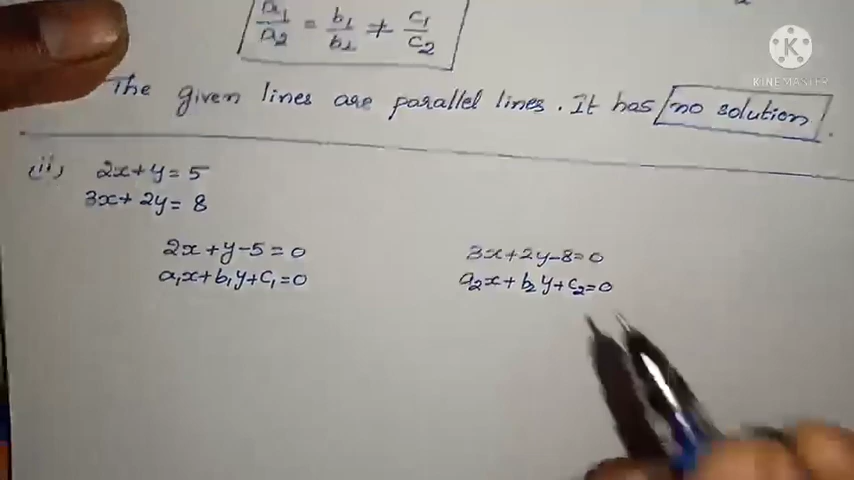 a₁/a₂ = b₁/b₂ ≠ c₁/c₂
K
KINEMASTER
The given lines are parallel lines. It has no solution.
(ii) 2x+y=5
3x+2y=8
2x+y-5=0 3x+2y-8=0
a₁x+b₁y+c₁=0 a₂x+b₂y+c₂=0